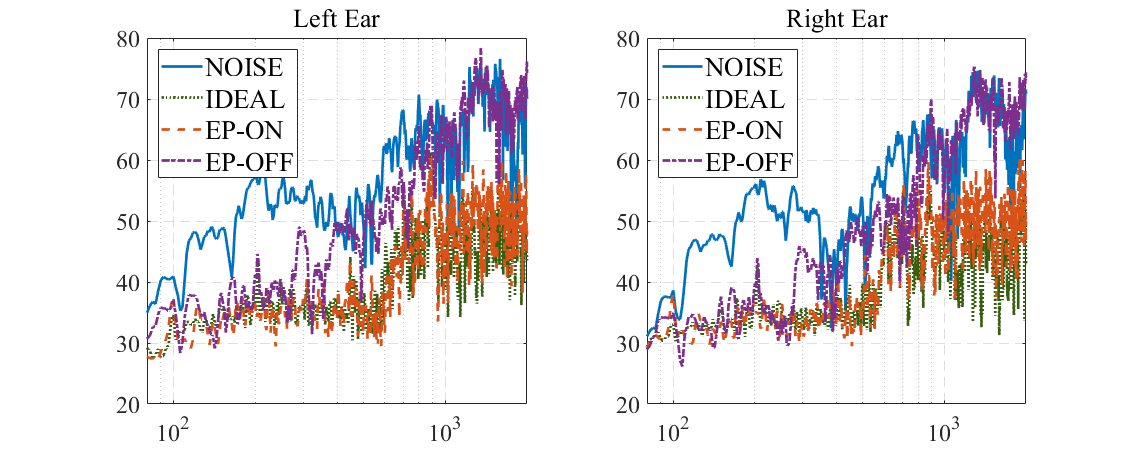 Left Ear
80
70
60
50
40
30
20
10²
10³
NOISE
IDEAL
EP-ON
EP-OFF
Right Ear
80
70
60
50
40
30
20
10²
10³
NOISE
IDEAL
EP-ON
EP-OFF